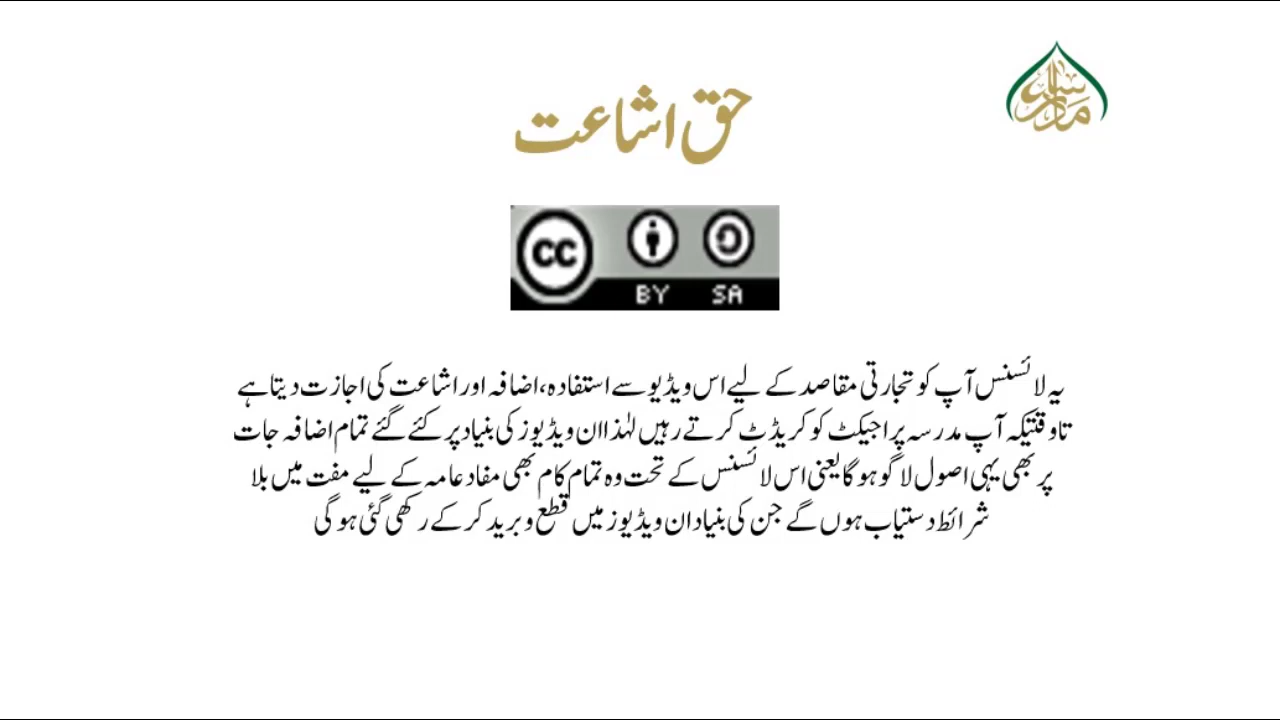 حق اشاعت
مدرسہ
CC BY SA
یہ لائسنس آپ کو تجارتی مقاصد کے لیے اس ویڈیو سے استفادہ، اضافہ اور اشاعت کی اجازت دیتا ہے
تاوقتیکہ آپ مدرسہ پراجیکٹ کو کریڈٹ کرتے رہیں لہٰذا ان ویڈیوز کی بنیاد پر کئے گئے تمام اضافہ جات
پر بھی یہی اصول لاگو ہوگا یعنی اس لائسنس کے تحت وہ تمام کام بھی مفاد عامہ کے لیے مفت میں بلا
شرائط دستیاب ہوں گے جن کی بنیاد ان ویڈیوز میں قطع و برید کر کے رکھی گئی ہو گی